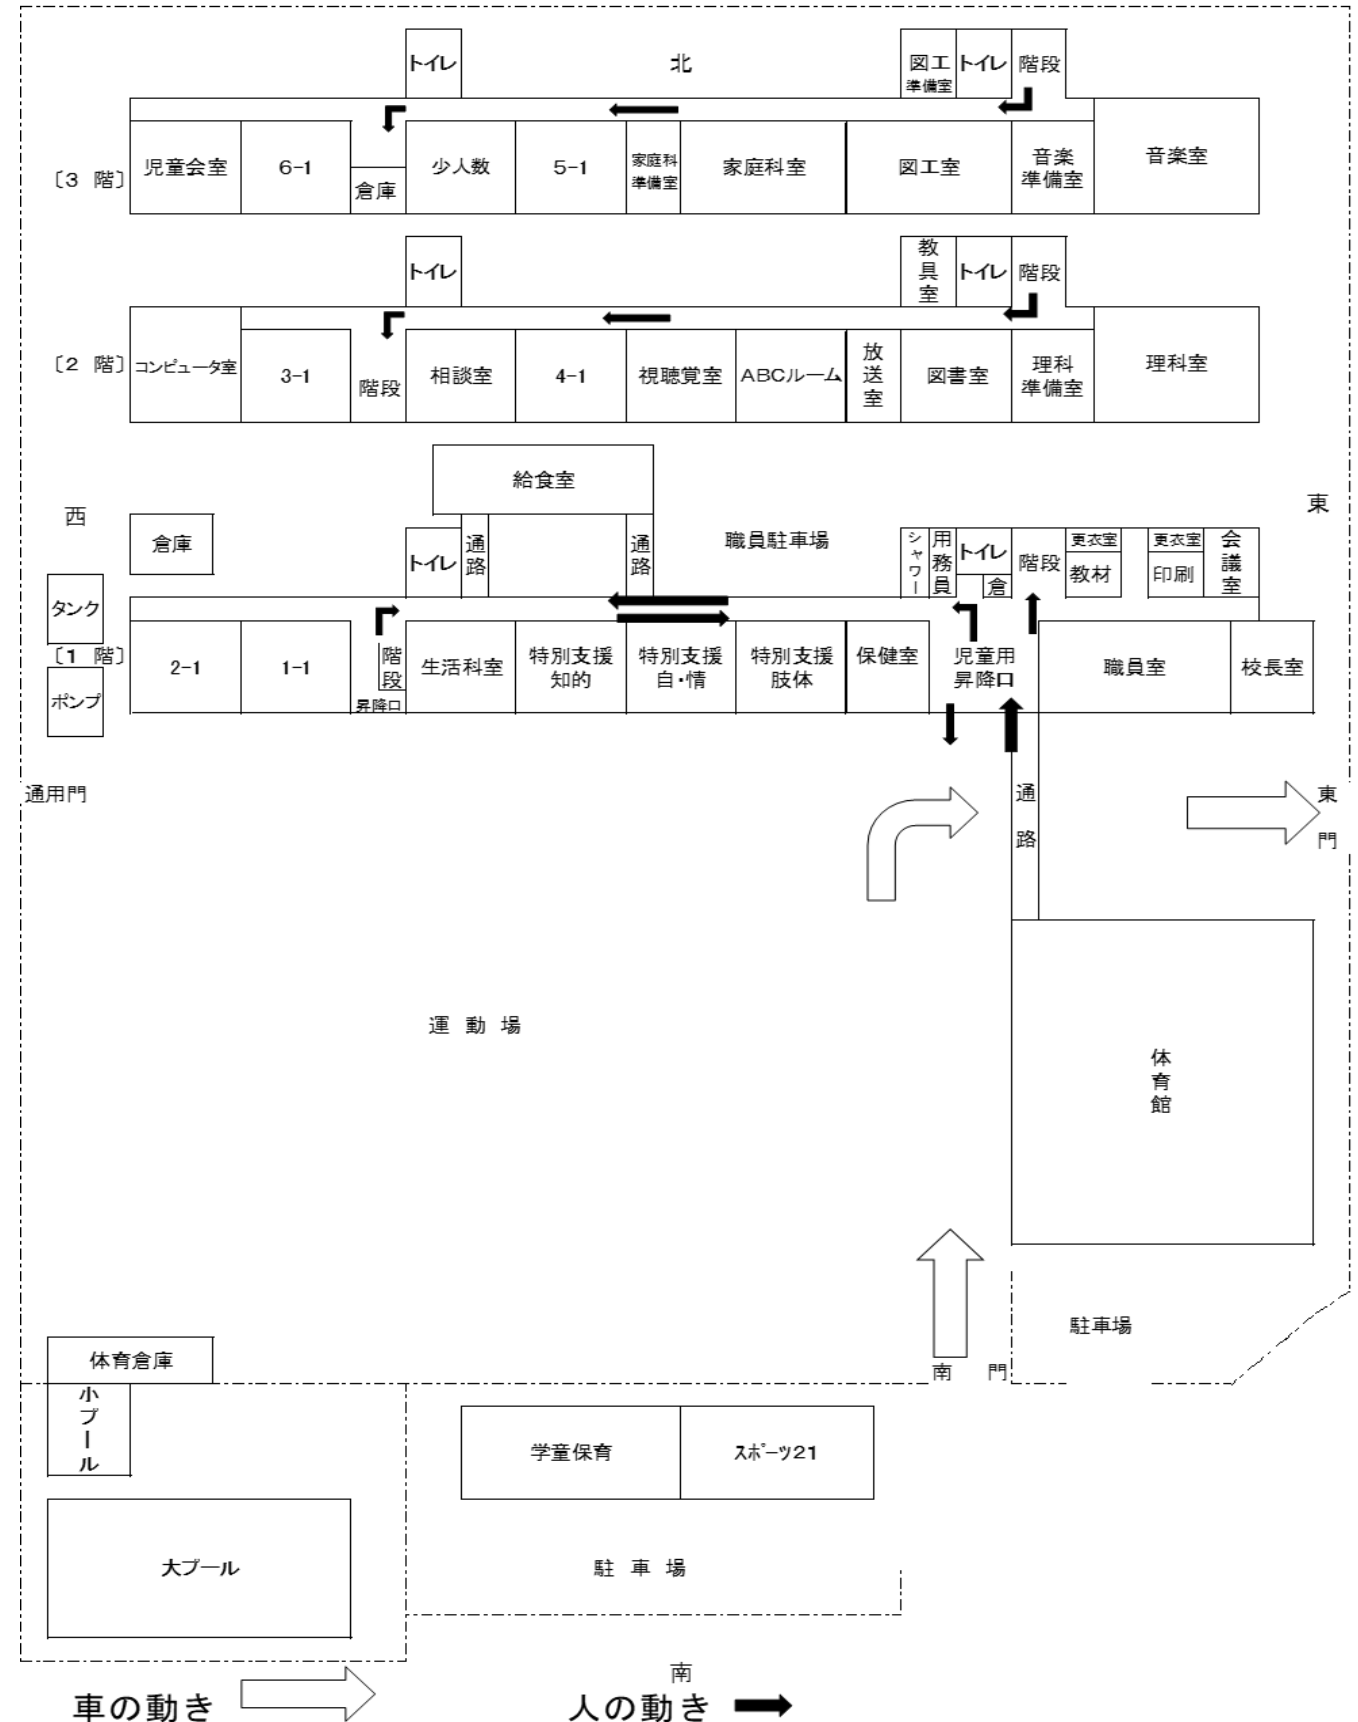 北
トイレ
図工
準備室
トイレ
階段
〔3 階〕
児童会室
6-1
倉庫
少人数
5-1
家庭科
準備室
家庭科室
図工室
音楽
準備室
音楽室
トイレ
教具室
トイレ
階段
〔2 階〕
コンピュータ室
3-1
階段
相談室
4-1
視聴覚室
ABCルーム
放送室
図書室
理科
準備室
理科室
西
東
給食室
倉庫
トイレ
通路
通路
職員駐車場
シャワー
用務員
トイレ
倉
階段
更衣室
教材
更衣室
印刷
会議室
タンク
〔1 階〕
ポンプ
2-1
1-1
階段
昇降口
生活科室
特別支援
知的
特別支援
自・情
特別支援
肢体
保健室
児童用
昇降口
職員室
校長室
通用門
通路
東門
運 動 場
体育館
駐車場
南 門
体育倉庫
小プール
学童保育
スポーツ21
大プール
駐 車 場
南
車の動き
人の動き